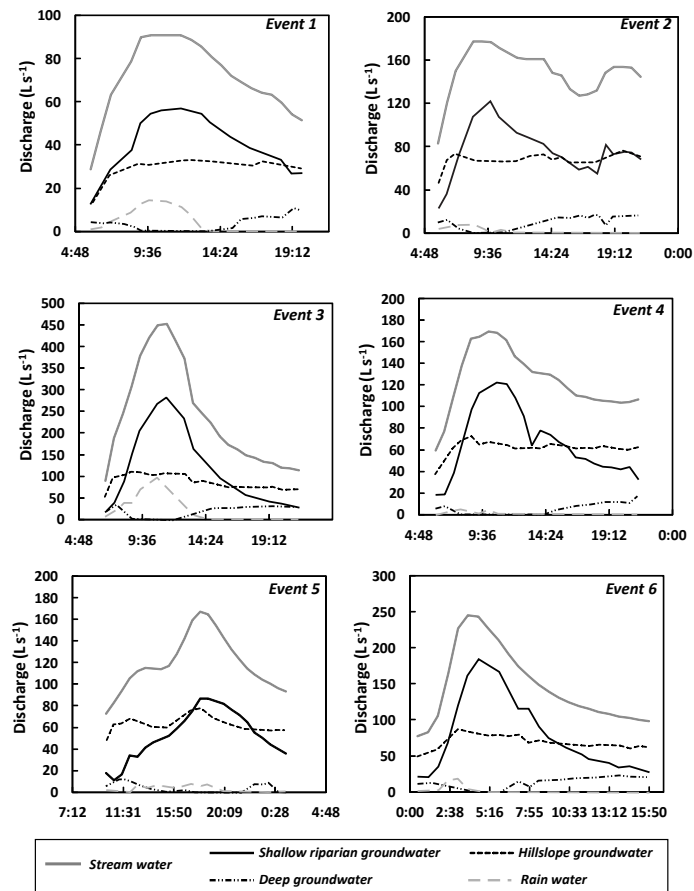 Event 1
Discharge (L s-1)
100
80
60
40
20
0
4:48 9:36 14:24 19:12
Event 2
Discharge (L s-1)
200
160
120
80
40
0
4:48 9:36 14:24 19:12 0:00
Event 3
Discharge (L s-1)
500
450
400
350
300
250
200
150
100
50
0
4:48 9:36 14:24 19:12
Event 4
Discharge (L s-1)
200
180
160
140
120
100
80
60
40
20
0
4:48 9:36 14:24 19:12 0:00
Event 5
Discharge (L s-1)
200
180
160
140
120
100
80
60
40
20
0
7:12 11:31 15:50 20:09 0:28 4:48
Event 6
Discharge (L s-1)
300
250
200
150
100
50
0
0:00 2:38 5:16 7:55 10:33 13:12 15:50
Stream water
Shallow riparian groundwater
Hillslope groundwater
Deep groundwater
Rain water